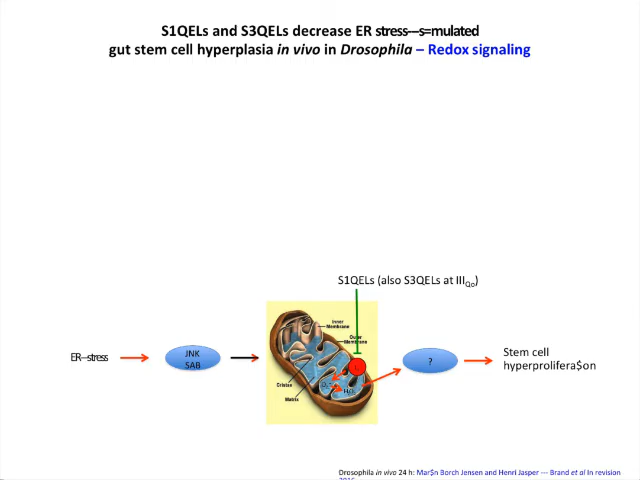 S1QELs and S3QELs decrease ER stress-‐-‐s=mulated
gut stem cell hyperplasia in vivo in Drosophila – Redox signaling
S1QELs (also S3QELs at IIIQo)
Inner
Membrane
Outer
Membrane
ER-‐-‐stress
JNK
SAB
Cristae
Matrix
?
Stem cell
hyperprolifera$on
Drosophila in vivo 24 h: Mar$n Borch Jensen and Henri Jasper -‐-‐- Brand et al In revision
2016